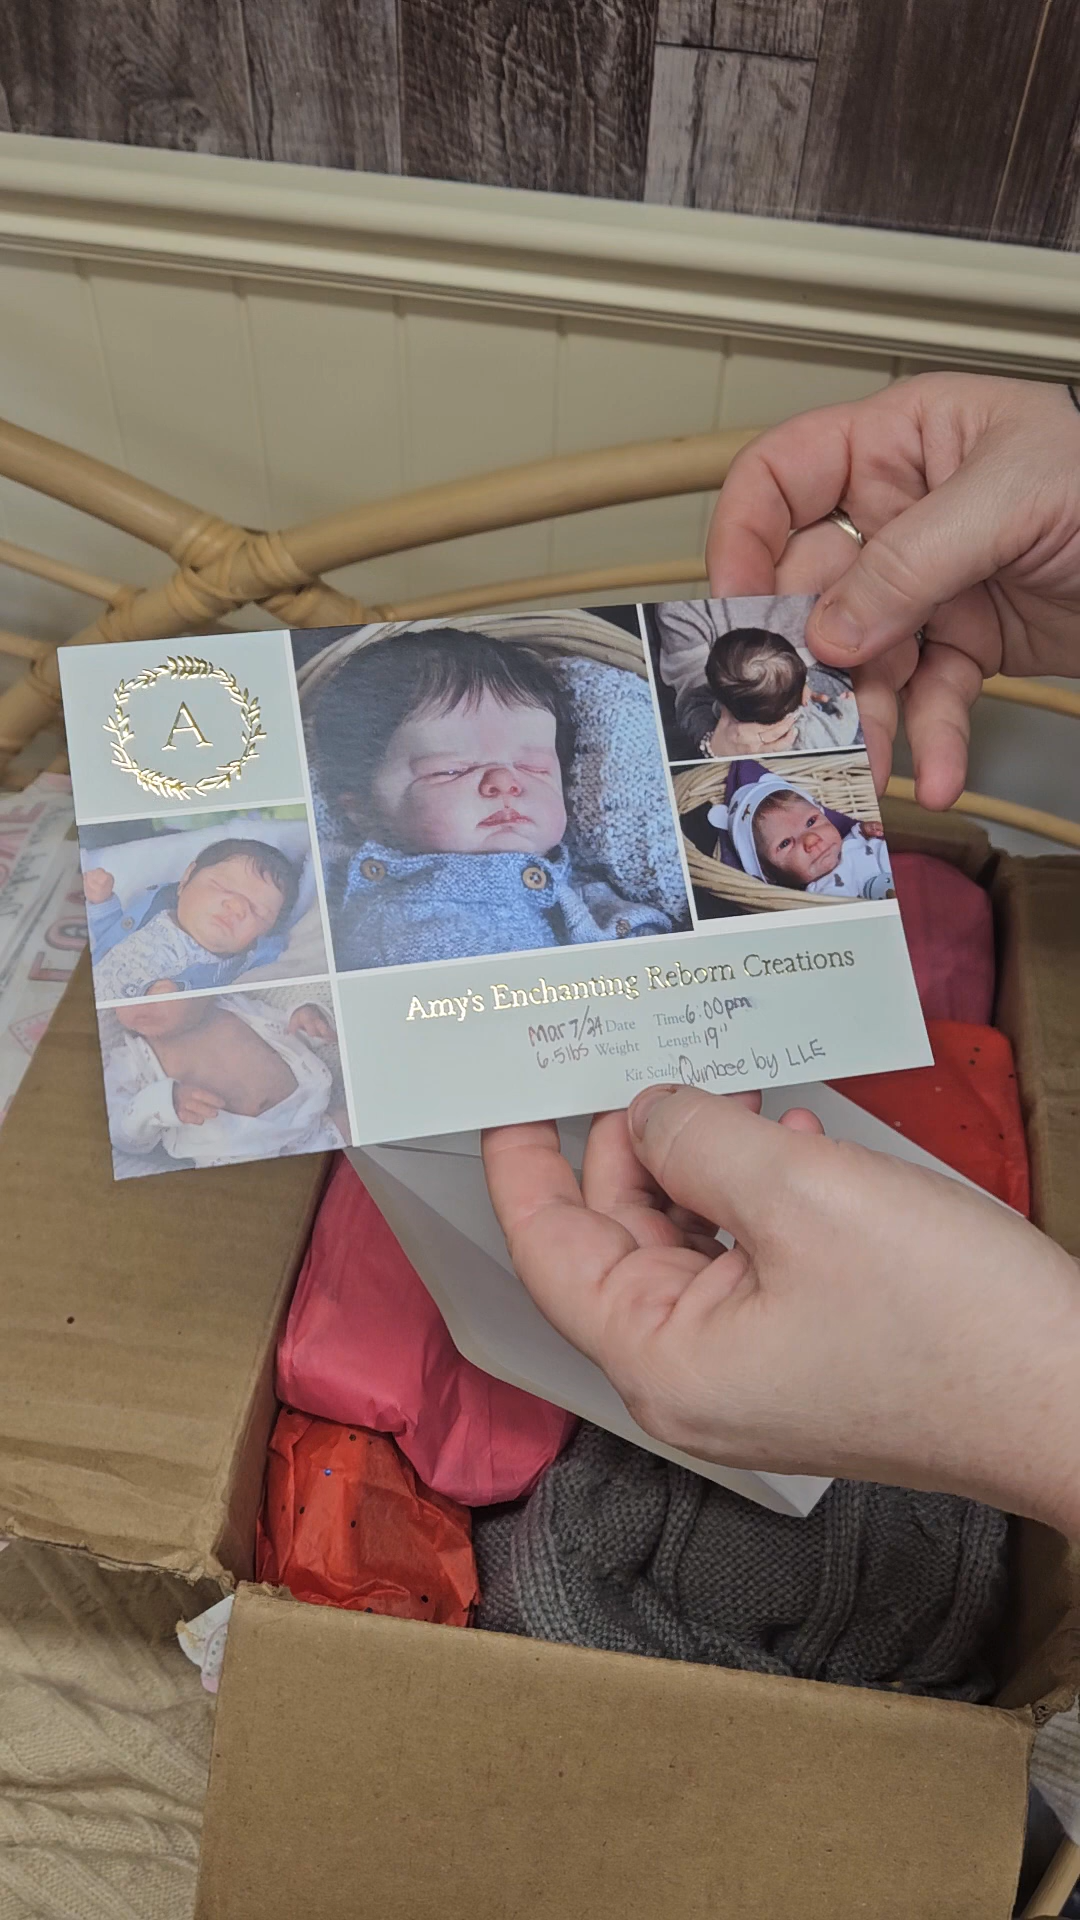 A
Amy's Enchanting Reborn Creations
Mar 7/24 Date Time 6:00pm
6.5lbs Weight Length 19"
Kit Sculp Quinbee by LLE